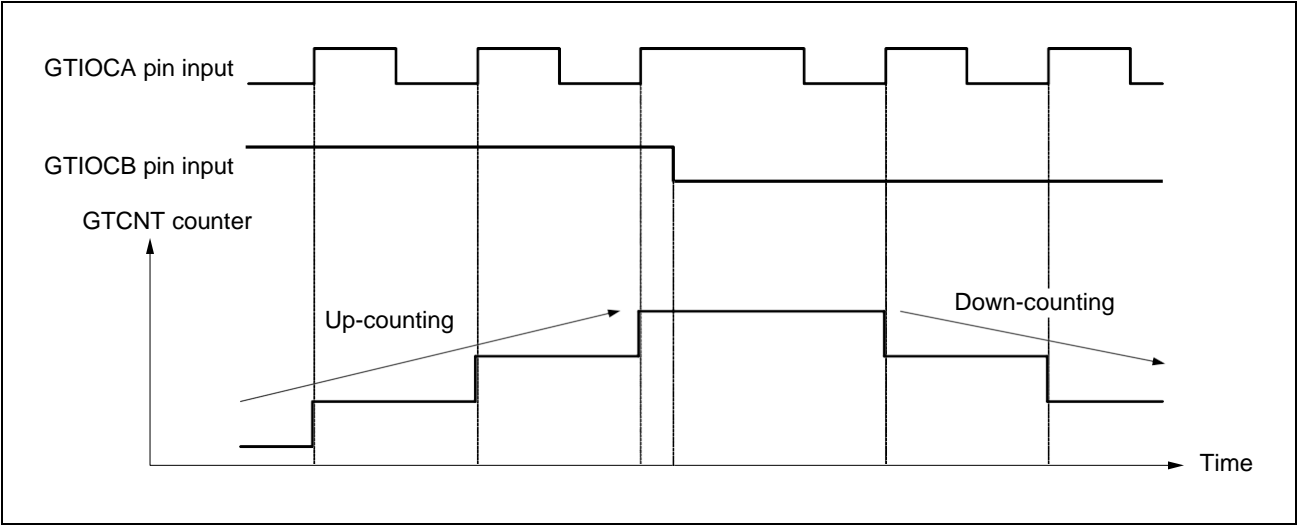 GTIOCA pin input
GTIOCB pin input
GTCNT counter
Up-counting
Down-counting
Time